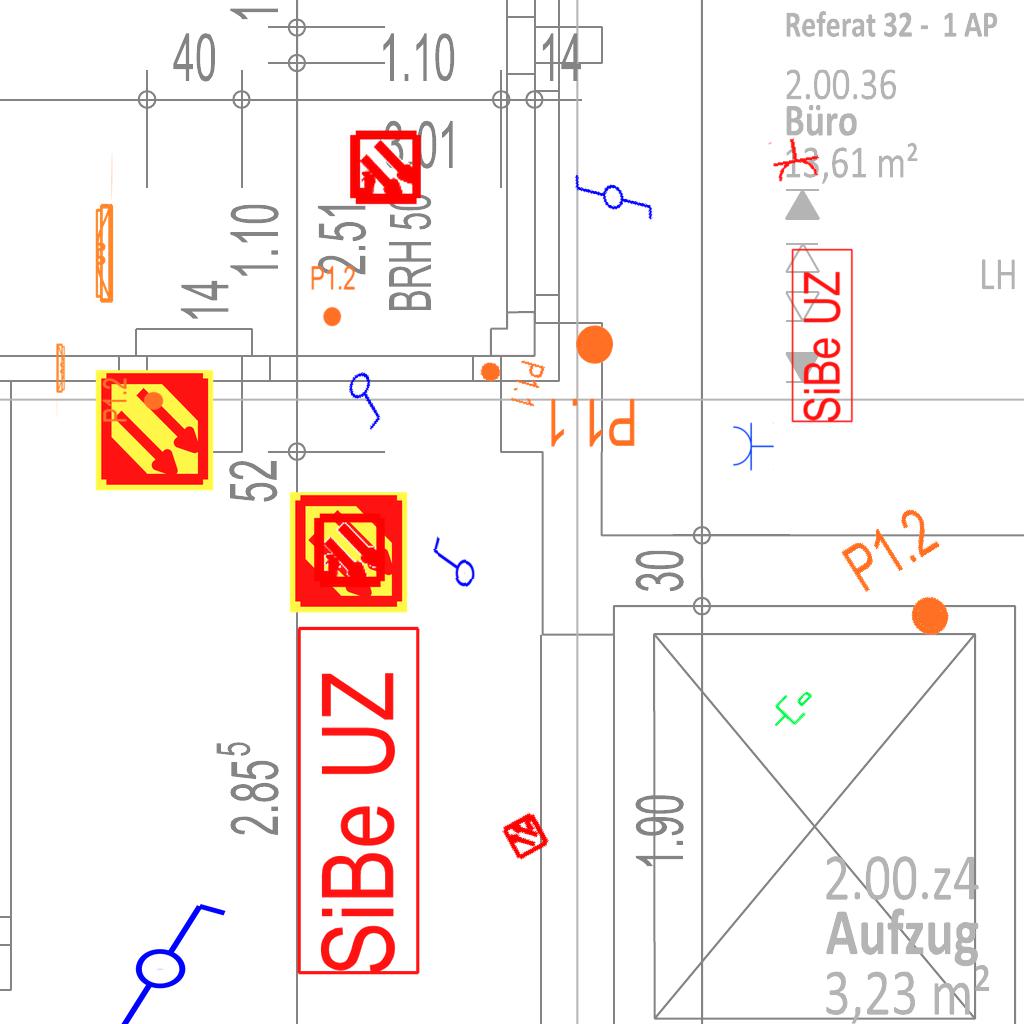 1
40
1.10
14
Referat 32 - 1 AP
2.00.36
Büro
13,61 m²
3.01
2.51
BRH 50
1.10
14
P1.2
LH
SiBe UZ
P1.1
P1.1
P1.2
52
P1.2
30
SiBe UZ
2.85⁵
1.90
2.00.z4
Aufzug
3,23 m²